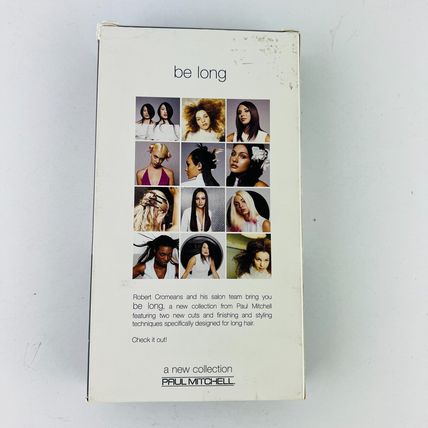 be long
Robert Cromeans and his salon team bring you
be long, a new collection from Paul Mitchell
featuring two new cuts and finishing and styling
techniques specifically designed for long hair.
Check it out!
a new collection
PAUL MITCHELL